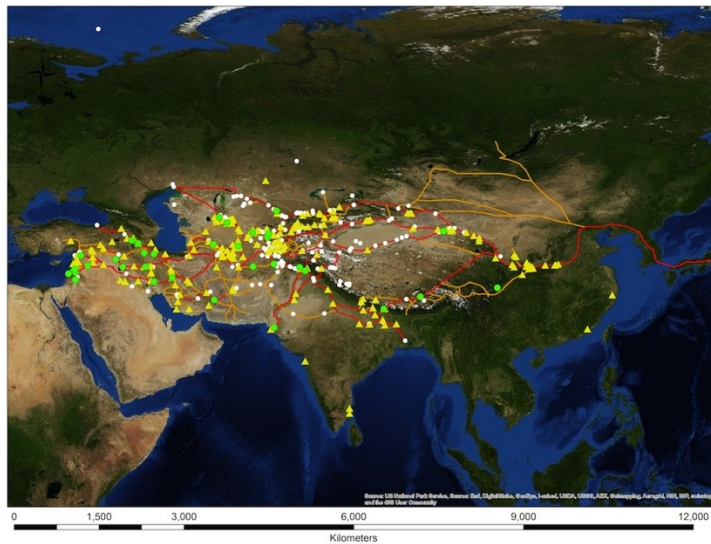 Source: US National Park Service, Source: Esri, DigitalGlobe, GeoEye, i-cubed, USDA, USGS, AEX, Getmapping, Aerogrid, IGN, IGP, swisstopo,
and the GIS User Community
0 1,500 3,000 6,000 9,000 12,000
Kilometers